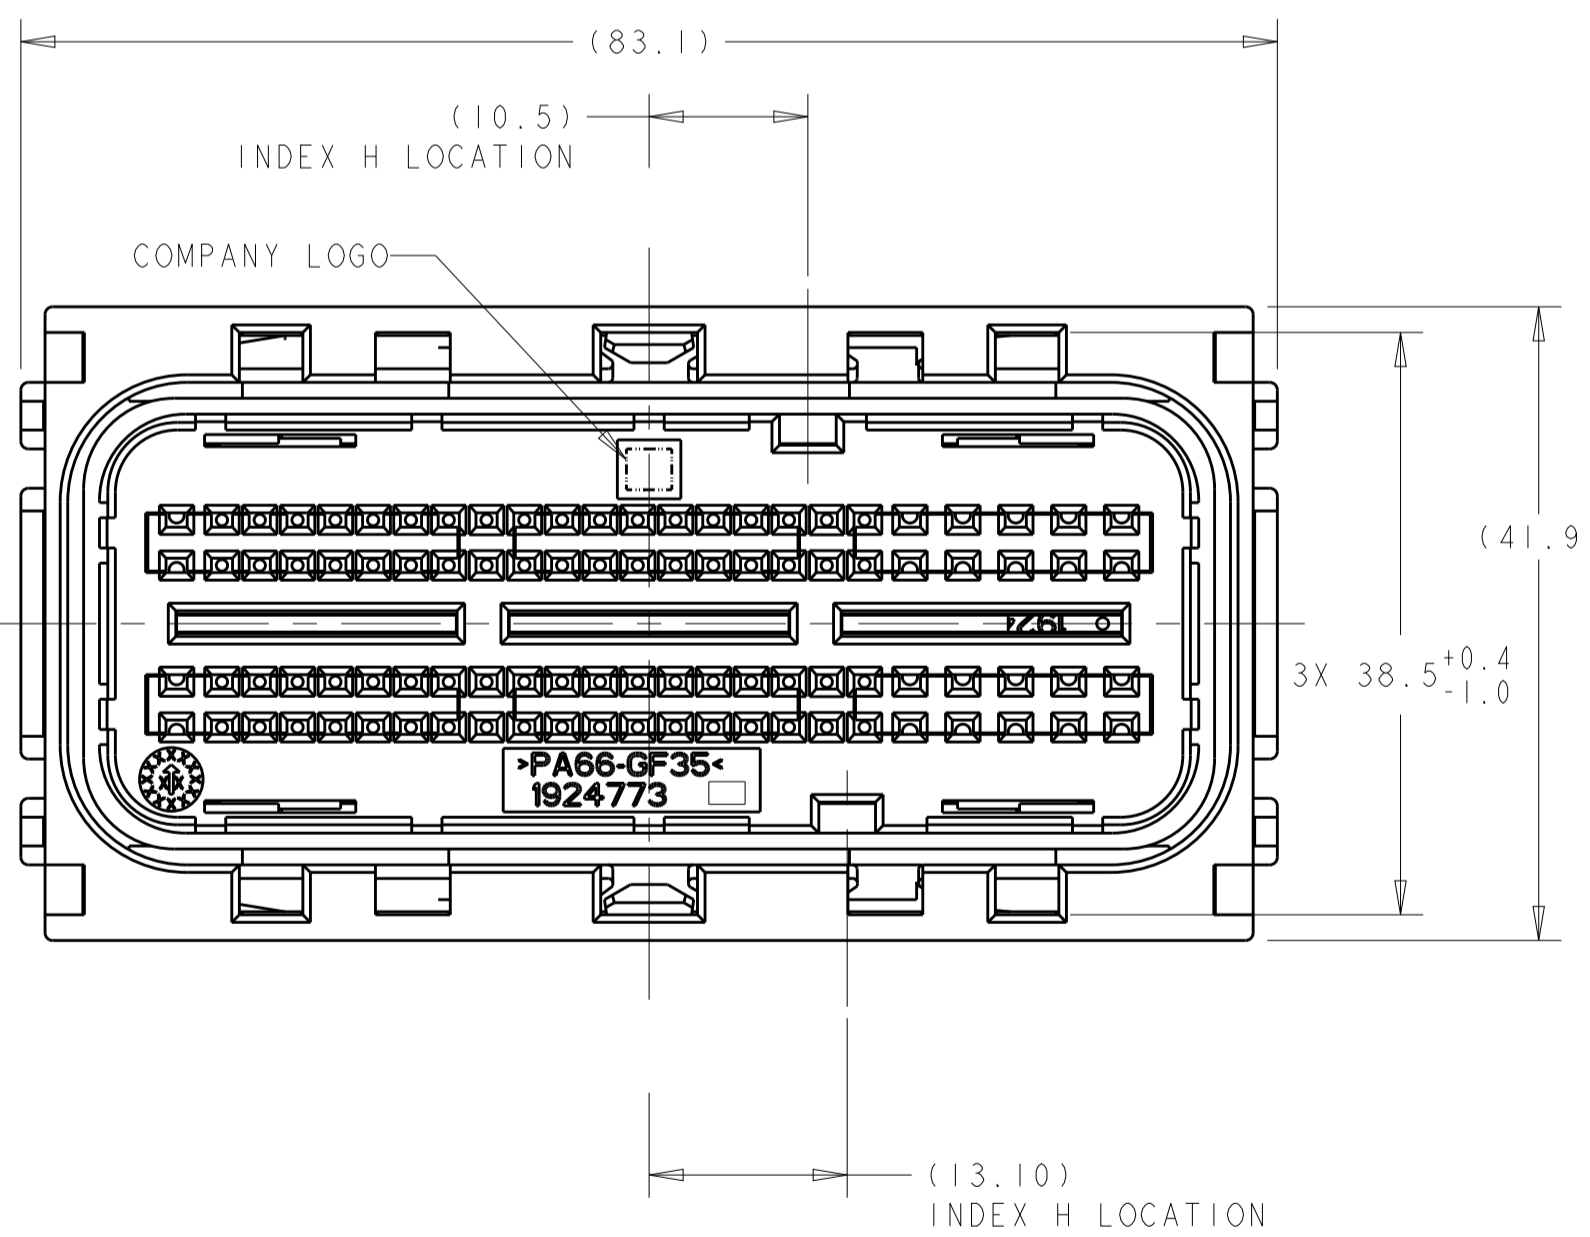 (83.1)
(10.5)
INDEX H LOCATION
COMPANY LOGO
(41.9
192
3X 38.5 +0.4
-1.0
>PA66-GF35<
1924773
(13.10)
INDEX H LOCATION